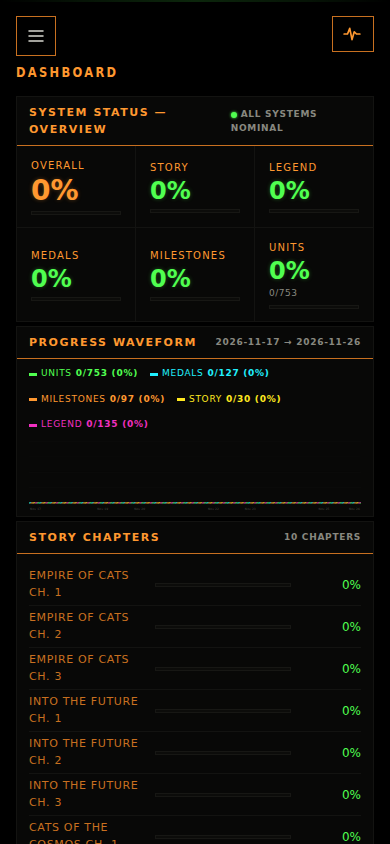 DASHBOARD
SYSTEM STATUS —
OVERVIEW
ALL SYSTEMS
NOMINAL
OVERALL
0%
STORY
0%
LEGEND
0%
MEDALS
0%
MILESTONES
0%
UNITS
0%
0/753
PROGRESS WAVEFORM
2026-11-17 → 2026-11-26
UNITS 0/753 (0%)
MEDALS 0/127 (0%)
MILESTONES 0/97 (0%)
STORY 0/30 (0%)
LEGEND 0/135 (0%)
STORY CHAPTERS
10 CHAPTERS
EMPIRE OF CATS
CH. 1
0%
EMPIRE OF CATS
CH. 2
0%
EMPIRE OF CATS
CH. 3
0%
INTO THE FUTURE
CH. 1
0%
INTO THE FUTURE
CH. 2
0%
INTO THE FUTURE
CH. 3
0%
CATS OF THE
COSMOS CH. 1
0%